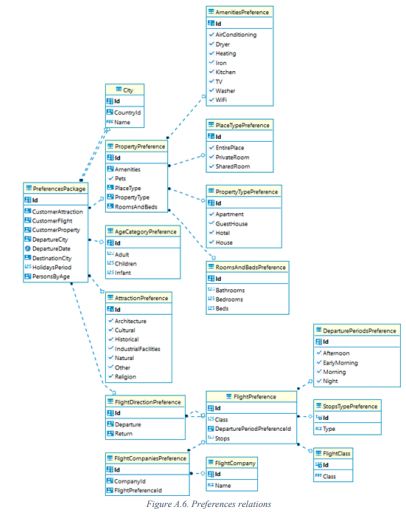 AmenitiesPreference
Id
AirConditioning
Dryer
Heating
Iron
Kitchen
TV
Washer
WiFi
City
Id
CountryId
Name
PlaceTypePreference
Id
EntirePlace
PrivateRoom
SharedRoom
PropertyPreference
Id
Amenities
Pets
PlaceType
PropertyType
RoomsAndBeds
PreferencesPackage
Id
CustomerAttraction
CustomerFlight
CustomerProperty
DepartureCity
DepartureDate
DestinationCity
HolidaysPeriod
PersonsByAge
PropertyTypePreference
Id
Apartment
GuestHouse
Hotel
House
AgeCategoryPreference
Id
Adult
Children
Infant
RoomsAndBedsPreference
Id
Bathrooms
Bedrooms
Beds
AttractionPreference
Id
Architecture
Cultural
Historical
IndustrialFacilities
Natural
Other
Religion
DeparturePeriodsPreference
Id
Afternoon
EarlyMorning
Morning
Night
FlightDirectionPreference
Id
Departure
Return
FlightPreference
Id
Class
DeparturePeriodPreferenceId
Stops
StopsTypePreference
Id
Type
FlightCompaniesPreference
Id
CompanyId
FlightPreferenceId
FlightCompany
Id
Name
FlightClass
Id
Class
Figure A.6. Preferences relations